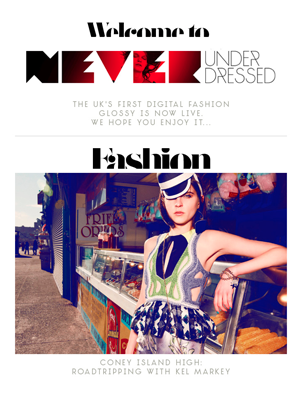 Welcome to
NEVER UNDER
DRESSED
THE UK'S FIRST DIGITAL FASHION
GLOSSY IS NOW LIVE.
WE HOPE YOU ENJOY IT...
Fashion
FRIED
OREOS
CONEY ISLAND HIGH:
ROADTRIPPING WITH KEL MARKEY